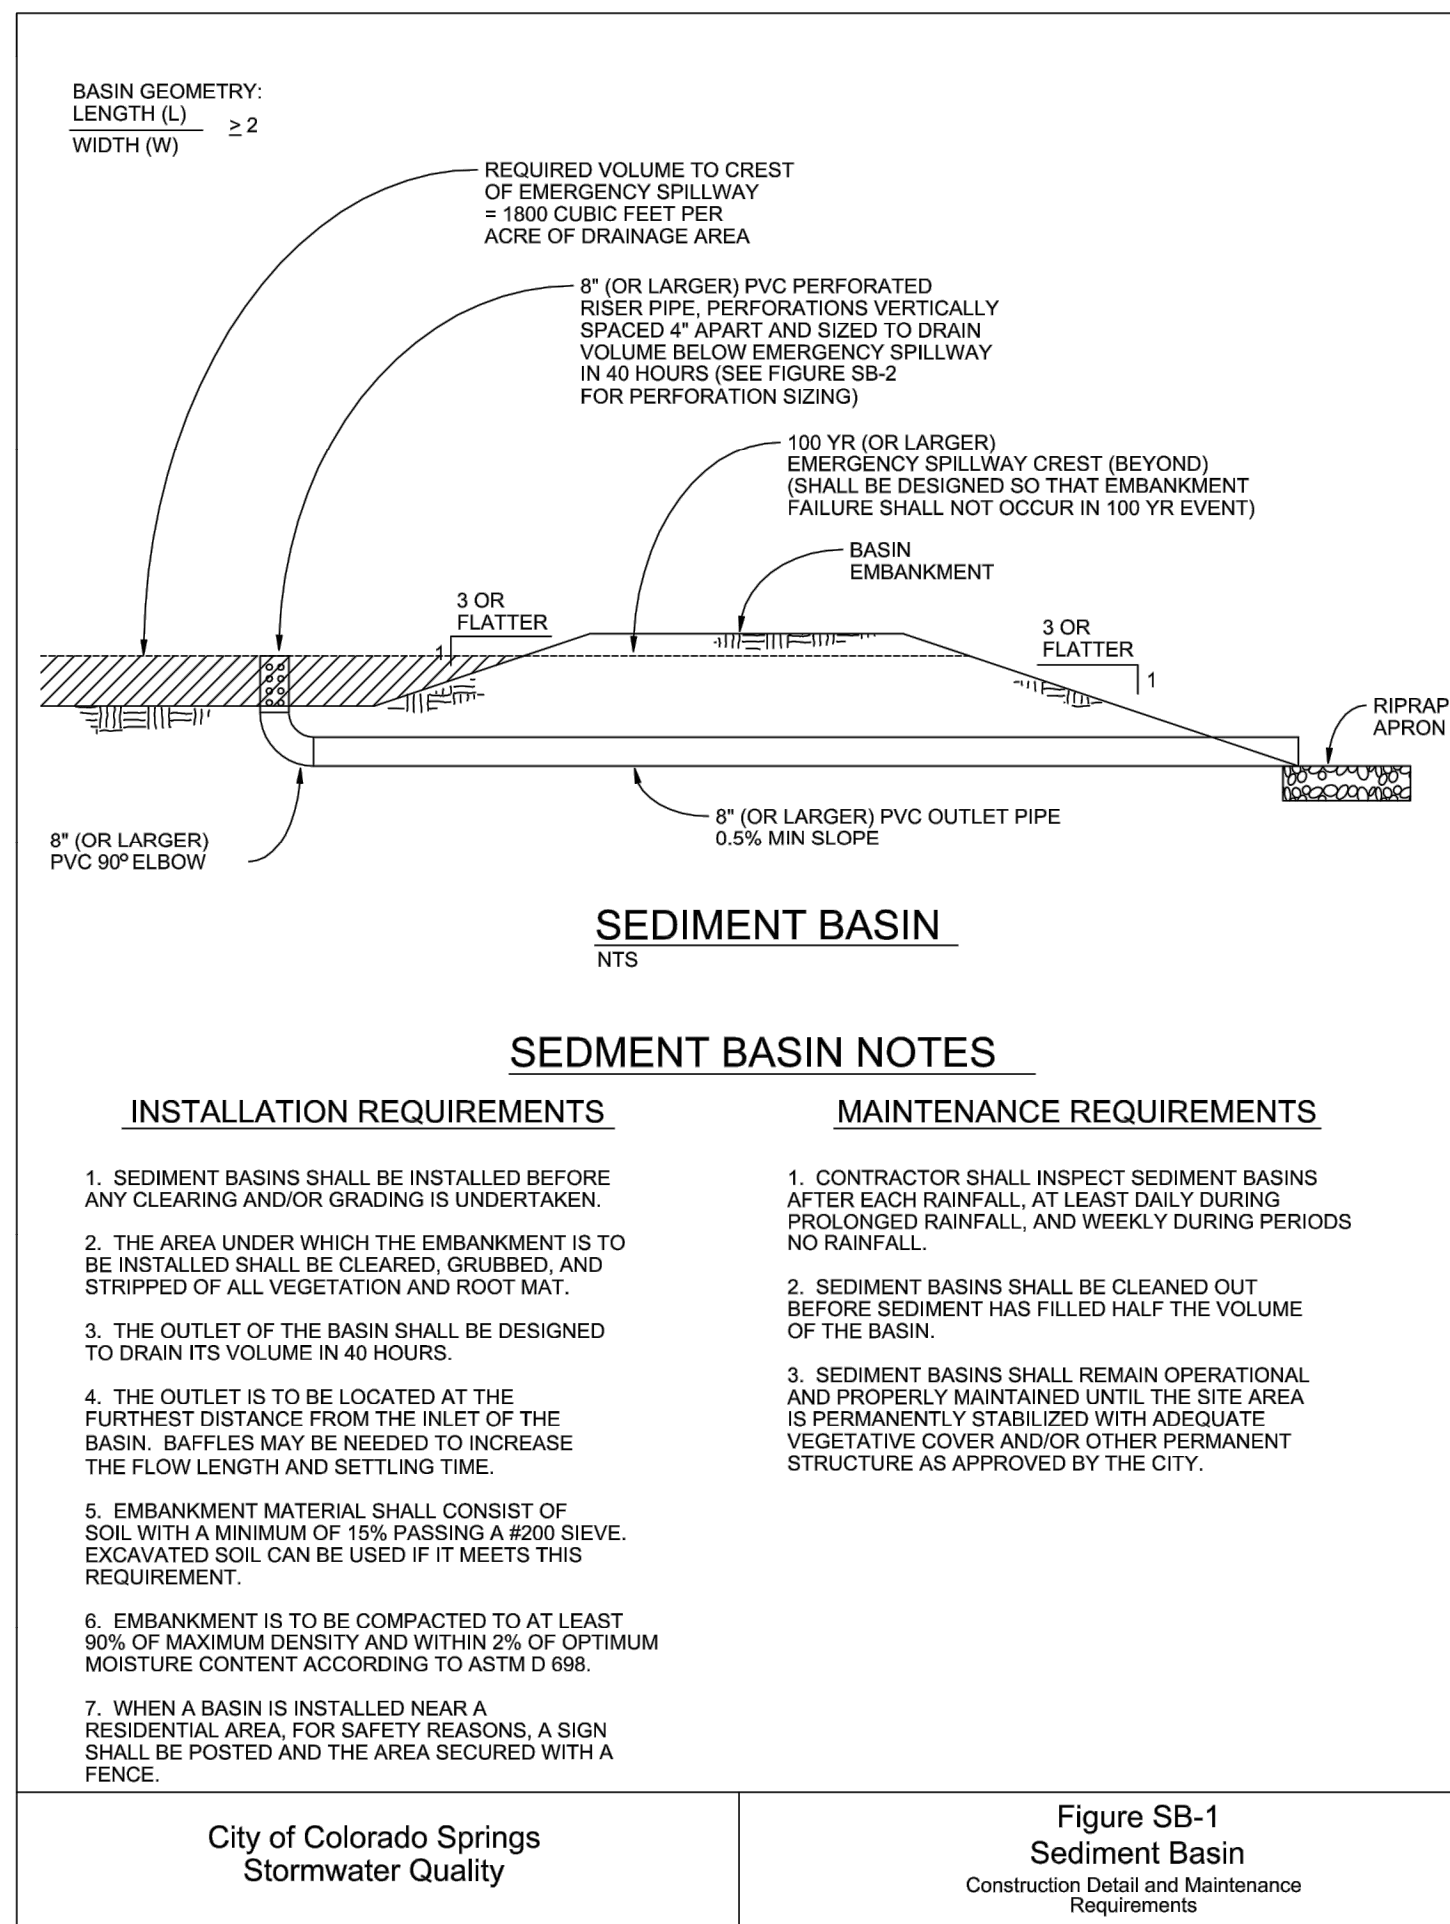 BASIN GEOMETRY:
LENGTH (L)
WIDTH (W)
≥ 2
REQUIRED VOLUME TO CREST
OF EMERGENCY SPILLWAY
= 1800 CUBIC FEET PER
ACRE OF DRAINAGE AREA
8" (OR LARGER) PVC PERFORATED
RISER PIPE, PERFORATIONS VERTICALLY
SPACED 4" APART AND SIZED TO DRAIN
VOLUME BELOW EMERGENCY SPILLWAY
IN 40 HOURS (SEE FIGURE SB-2
FOR PERFORATION SIZING)
100 YR (OR LARGER)
EMERGENCY SPILLWAY CREST (BEYOND)
(SHALL BE DESIGNED SO THAT EMBANKMENT
FAILURE SHALL NOT OCCUR IN 100 YR EVENT)
BASIN
EMBANKMENT
3 OR
FLATTER
1
3 OR
FLATTER
1
RIPRAP
APRON
8" (OR LARGER) PVC OUTLET PIPE
0.5% MIN SLOPE
8" (OR LARGER)
PVC 90° ELBOW
SEDIMENT BASIN
NTS
SEDMENT BASIN NOTES
INSTALLATION REQUIREMENTS
1. SEDIMENT BASINS SHALL BE INSTALLED BEFORE
ANY CLEARING AND/OR GRADING IS UNDERTAKEN.
2. THE AREA UNDER WHICH THE EMBANKMENT IS TO
BE INSTALLED SHALL BE CLEARED, GRUBBED, AND
STRIPPED OF ALL VEGETATION AND ROOT MAT.
3. THE OUTLET OF THE BASIN SHALL BE DESIGNED
TO DRAIN ITS VOLUME IN 40 HOURS.
4. THE OUTLET IS TO BE LOCATED AT THE
FURTHEST DISTANCE FROM THE INLET OF THE
BASIN. BAFFLES MAY BE NEEDED TO INCREASE
THE FLOW LENGTH AND SETTLING TIME.
5. EMBANKMENT MATERIAL SHALL CONSIST OF
SOIL WITH A MINIMUM OF 15% PASSING A #200 SIEVE.
EXCAVATED SOIL CAN BE USED IF IT MEETS THIS
REQUIREMENT.
6. EMBANKMENT IS TO BE COMPACTED TO AT LEAST
90% OF MAXIMUM DENSITY AND WITHIN 2% OF OPTIMUM
MOISTURE CONTENT ACCORDING TO ASTM D 698.
7. WHEN A BASIN IS INSTALLED NEAR A
RESIDENTIAL AREA, FOR SAFETY REASONS, A SIGN
SHALL BE POSTED AND THE AREA SECURED WITH A
FENCE.
MAINTENANCE REQUIREMENTS
1. CONTRACTOR SHALL INSPECT SEDIMENT BASINS
AFTER EACH RAINFALL, AT LEAST DAILY DURING
PROLONGED RAINFALL, AND WEEKLY DURING PERIODS
NO RAINFALL.
2. SEDIMENT BASINS SHALL BE CLEANED OUT
BEFORE SEDIMENT HAS FILLED HALF THE VOLUME
OF THE BASIN.
3. SEDIMENT BASINS SHALL REMAIN OPERATIONAL
AND PROPERLY MAINTAINED UNTIL THE SITE AREA
IS PERMANENTLY STABILIZED WITH ADEQUATE
VEGETATIVE COVER AND/OR OTHER PERMANENT
STRUCTURE AS APPROVED BY THE CITY.
City of Colorado Springs
Stormwater Quality
Figure SB-1
Sediment Basin
Construction Detail and Maintenance
Requirements